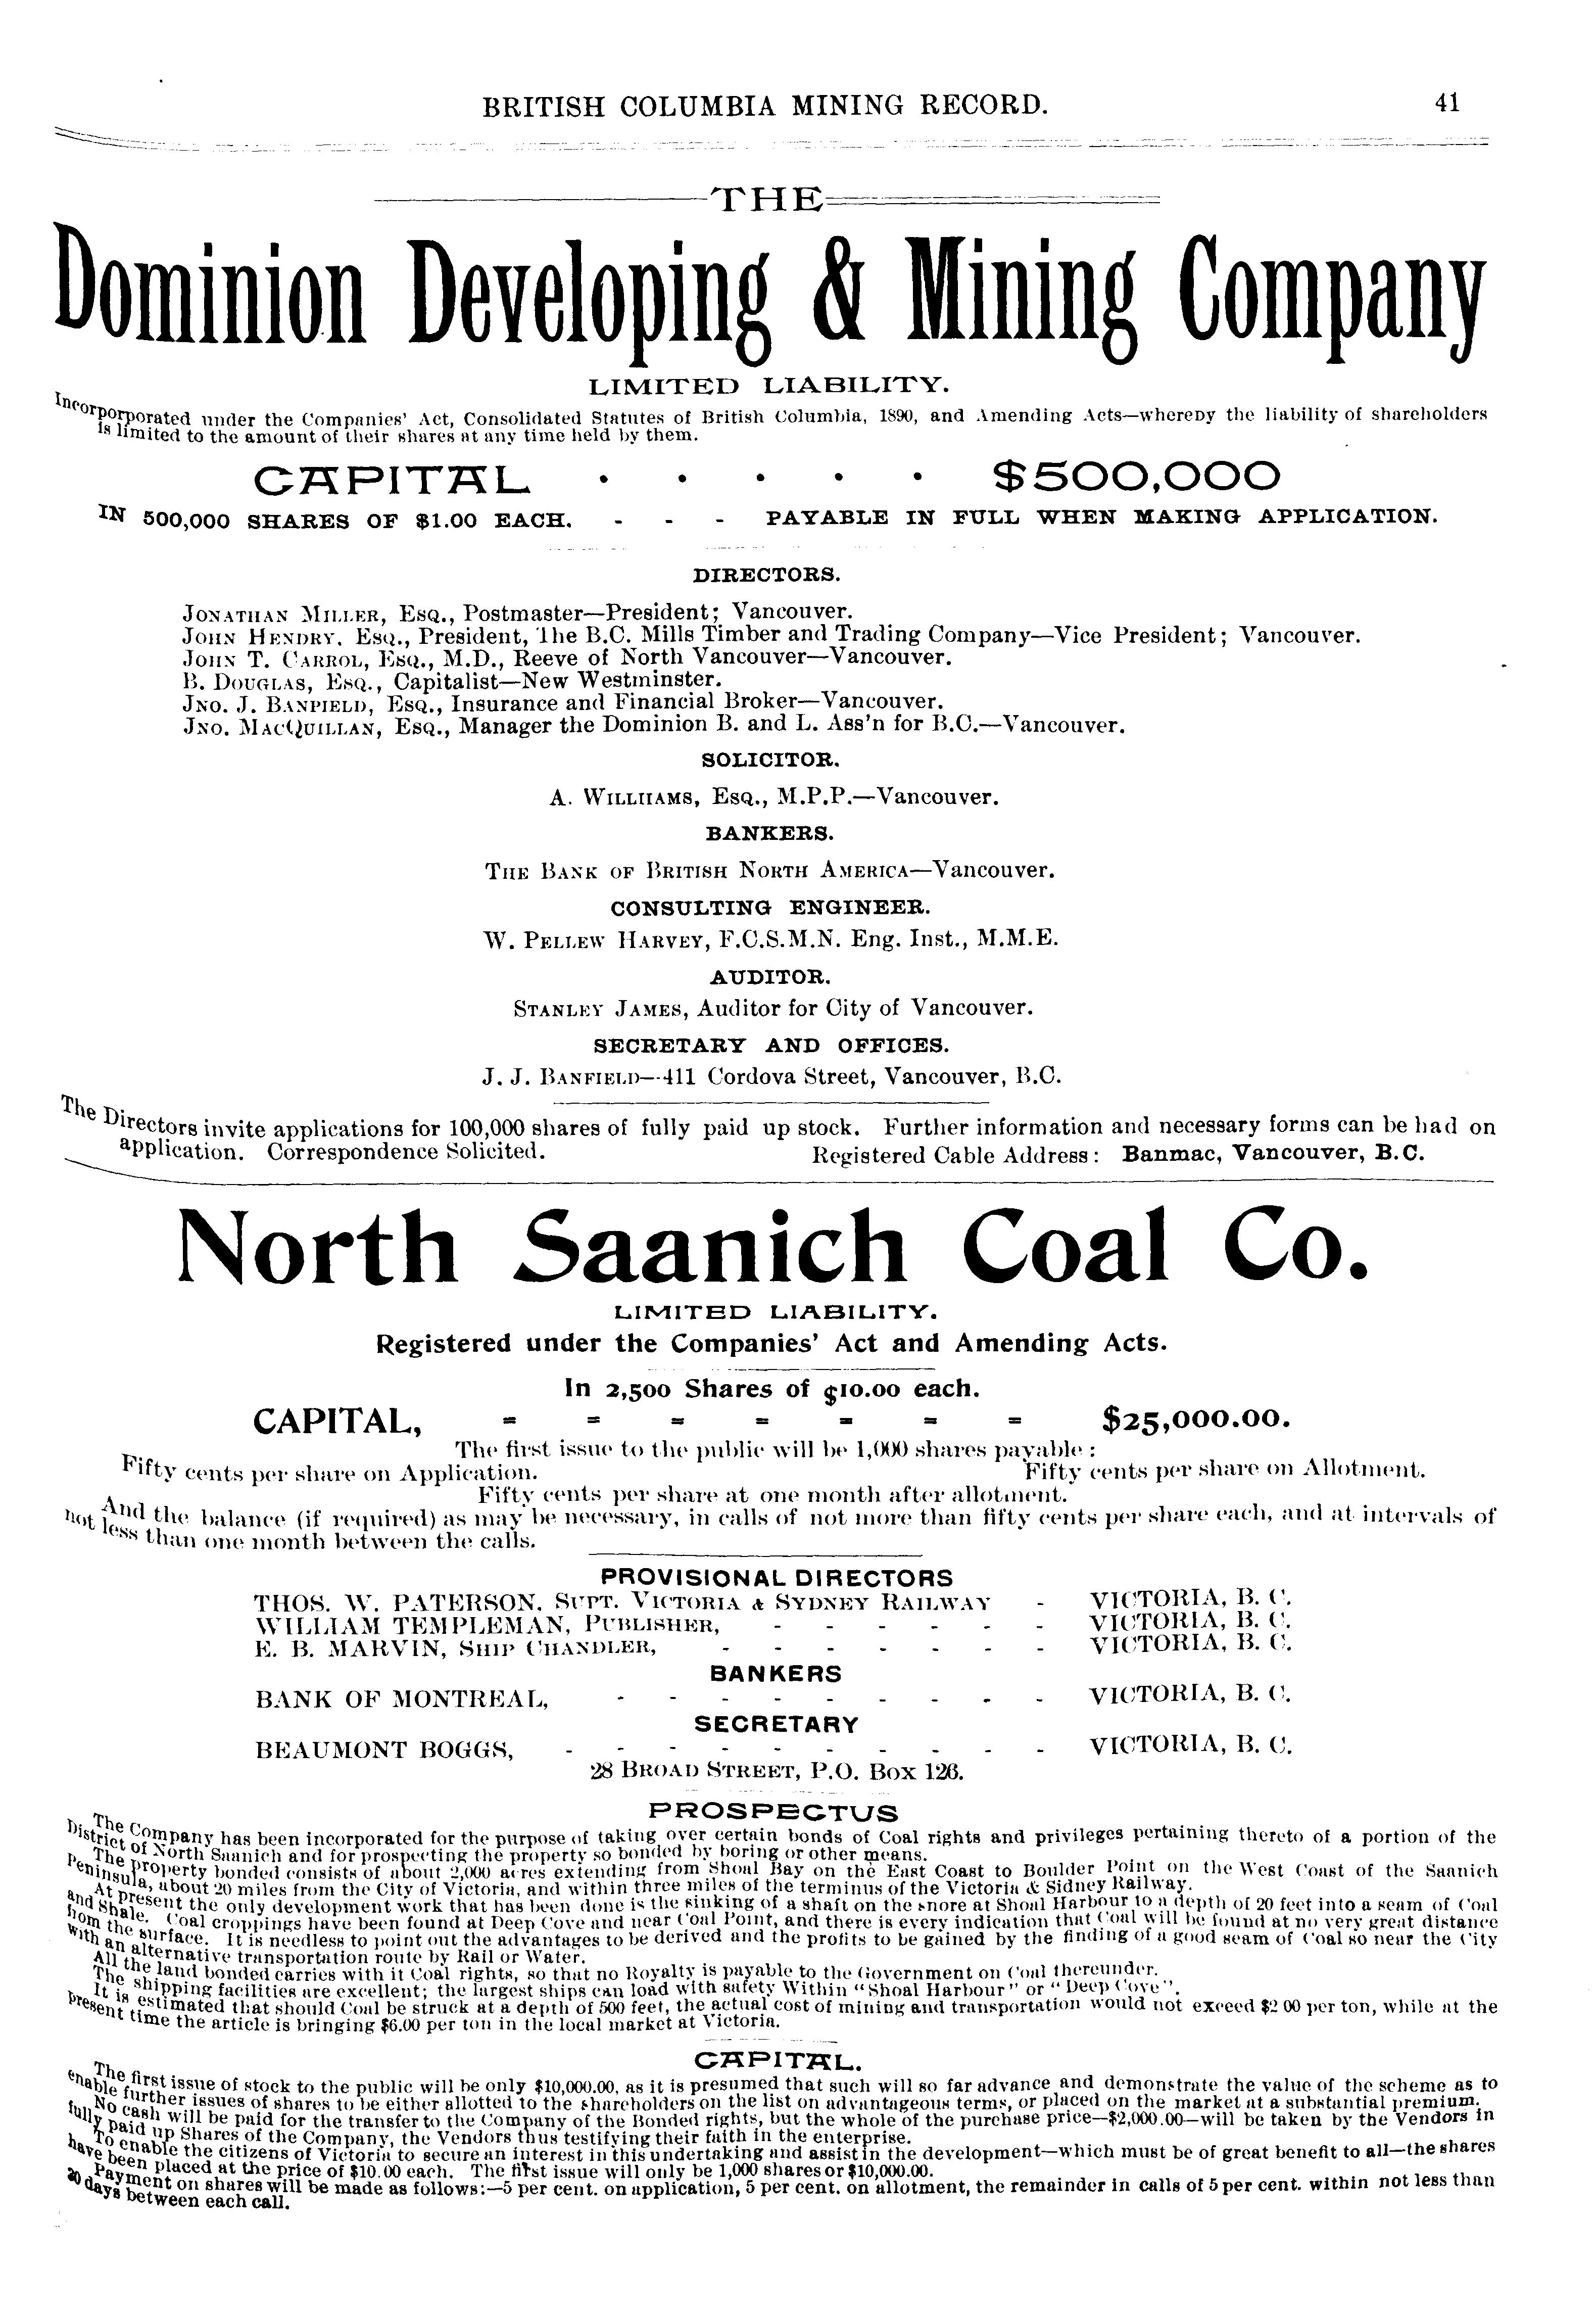 BRITISH COLUMBIA MINING RECORD. 41
THE
Dominion Developing & Mining Company
LIMITED LIABILITY.
Incorporporated under the Companies' Act, Consolidated Statutes of British Columbia, 1890, and Amending Acts—whereby the liability of shareholders
is limited to the amount of their shares at any time held by them.
CAPITAL . . . . . $500,000
IN 500,000 SHARES OF $1.00 EACH. - - - PAYABLE IN FULL WHEN MAKING APPLICATION.
DIRECTORS.
JONATHAN MILLER, ESQ., Postmaster—President; Vancouver.
JOHN HENDRY, ESQ., President, The B.C. Mills Timber and Trading Company—Vice President; Vancouver.
JOHN T. CARROL, ESQ., M.D., Reeve of North Vancouver—Vancouver.
B. DOUGLAS, ESQ., Capitalist—New Westminster.
JNO. J. BANFIELD, ESQ., Insurance and Financial Broker—Vancouver.
JNO. MACQUILLAN, ESQ., Manager the Dominion B. and L. Ass'n for B.C.—Vancouver.
SOLICITOR.
A. WILLIIAMS, ESQ., M.P.P.—Vancouver.
BANKERS.
THE BANK OF BRITISH NORTH AMERICA—Vancouver.
CONSULTING ENGINEER.
W. PELLEW HARVEY, F.C.S.M.N. Eng. Inst., M.M.E.
AUDITOR.
STANLEY JAMES, Auditor for City of Vancouver.
SECRETARY AND OFFICES.
J. J. BANFIELD—411 Cordova Street, Vancouver, B.C.
The Directors invite applications for 100,000 shares of fully paid up stock. Further information and necessary forms can be had on
application. Correspondence Solicited. Registered Cable Address: Banmac, Vancouver, B.C.
North Saanich Coal Co.
LIMITED LIABILITY.
Registered under the Companies' Act and Amending Acts.
In 2,500 Shares of $10.00 each.
CAPITAL, = = = = = = = $25,000.00.
The first issue to the public will be 1,000 shares payable:
Fifty cents per share on Application. Fifty cents per share on Allotment.
Fifty cents per share at one month after allotment.
And the balance (if required) as may be necessary, in calls of not more than fifty cents per share each, and at intervals of
not less than one month between the calls.
PROVISIONAL DIRECTORS
THOS. W. PATERSON, SUPT. VICTORIA & SYDNEY RAILWAY - VICTORIA, B. C.
WILLIAM TEMPLEMAN, PUBLISHER, - - - - - - VICTORIA, B. C.
E. B. MARVIN, SHIP CHANDLER, - - - - - - - VICTORIA, B. C.
BANKERS
BANK OF MONTREAL, - - - - - - - - - VICTORIA, B. C.
SECRETARY
BEAUMONT BOGGS, - - - - - - - - - - VICTORIA, B. C.
28 BROAD STREET, P.O. BOX 126.
PROSPECTUS
The Company has been incorporated for the purpose of taking over certain bonds of Coal rights and privileges pertaining thereto of a portion of the
District of North Saanich and for prospecting the property so bonded by boring or other means.
The property bonded consists of about 2,000 acres extending from Shoal Bay on the East Coast to Boulder Point on the West Coast of the Saanich
Peninsula, about 20 miles from the City of Victoria, and within three miles of the terminus of the Victoria & Sidney Railway.
At present the only development work that has been done is the sinking of a shaft on the shore at Shoal Harbour to a depth of 20 feet into a seam of Coal
and Shale. Coal croppings have been found at Deep Cove and near Coal Point, and there is every indication that Coal will be found at no very great distance
from the surface. It is needless to point out the advantages to be derived and the profits to be gained by the finding of a good seam of Coal so near the City
with an alternative transportation route by Rail or Water.
All the land bonded carries with it Coal rights, so that no Royalty is payable to the Government on Coal thereunder.
The shipping facilities are excellent; the largest ships can load with safety Within "Shoal Harbour" or "Deep Cove".
It is estimated that should Coal be struck at a depth of 500 feet, the actual cost of mining and transportation would not exceed $2 00 per ton, while at the
present time the article is bringing $6.00 per ton in the local market at Victoria.
CAPITAL.
The first issue of stock to the public will be only $10,000.00, as it is presumed that such will so far advance and demonstrate the value of the scheme as to
enable further issues of shares to be either allotted to the shareholders on the list on advantageous terms, or placed on the market at a substantial premium.
No cash will be paid for the transfer to the Company of the Bonded rights, but the whole of the purchase price—$2,000.00—will be taken by the Vendors in
fully paid up Shares of the Company, the Vendors thus testifying their faith in the enterprise.
To enable the citizens of Victoria to secure an interest in this undertaking and assist in the development—which must be of great benefit to all—the shares
have been placed at the price of $10.00 each. The first issue will only be 1,000 shares or $10,000.00.
Payment on shares will be made as follows:—5 per cent. on application, 5 per cent. on allotment, the remainder in calls of 5 per cent. within not less than
30 days between each call.